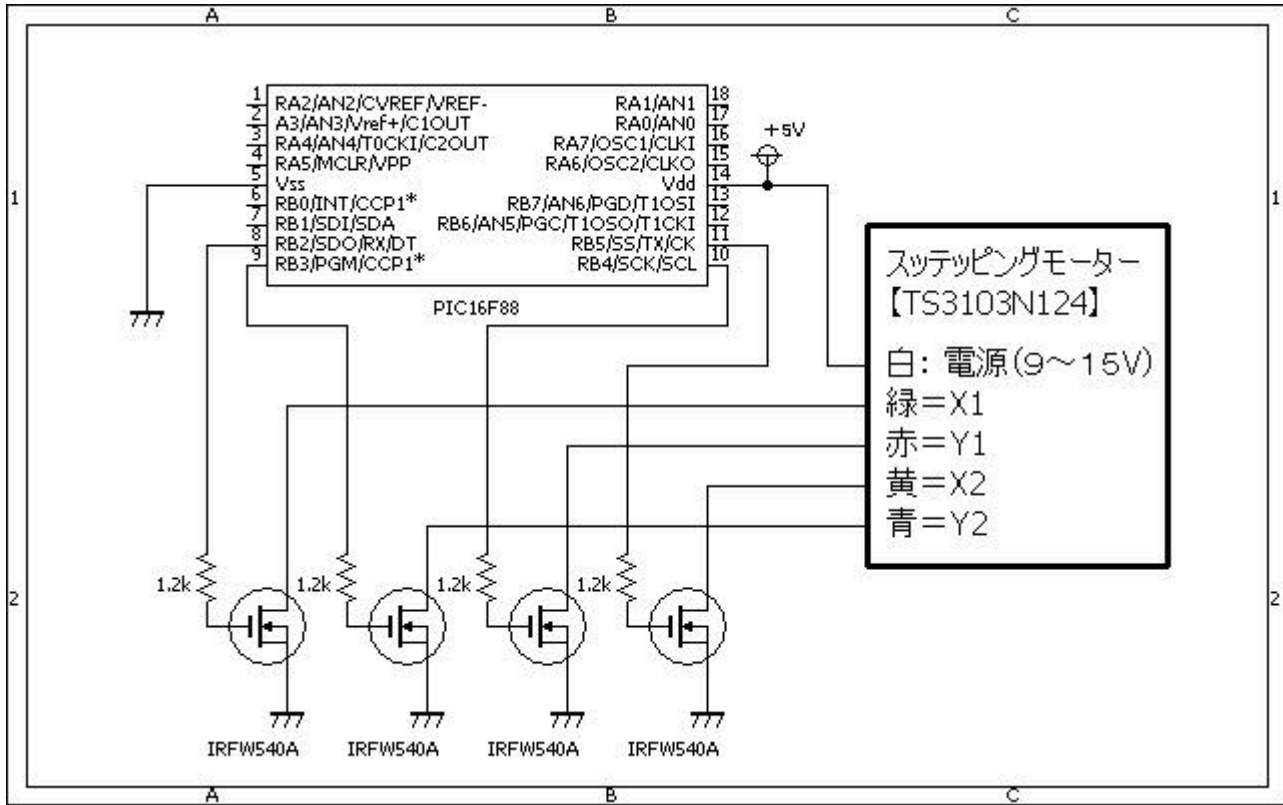 A B C
1 RA2/AN2/CVREF/VREF- RA1/AN1 18
2 A3/AN3/Vref+/C1OUT RA0/AN0 17
3 RA4/AN4/T0CKI/C2OUT RA7/OSC1/CLKI 16
4 RA5/MCLR/VPP RA6/OSC2/CLKO 15
5 Vss Vdd 14
6 RB0/INT/CCP1* RB7/AN6/PGD/T1OSI 13
7 RB1/SDI/SDA RB6/AN5/PGC/T1OSO/T1CKI 12
8 RB2/SDO/RX/DT RB5/SS/TX/CK 11
9 RB3/PGM/CCP1* RB4/SCK/SCL 10
PIC16F88
+5V
1 1
スッテッピングモーター
【TS3103N124】
白: 電源(9~15V)
緑=X1
赤=Y1
黄=X2
青=Y2
1.2k 1.2k 1.2k 1.2k
2 2
IRFW540A IRFW540A IRFW540A IRFW540A
A B C